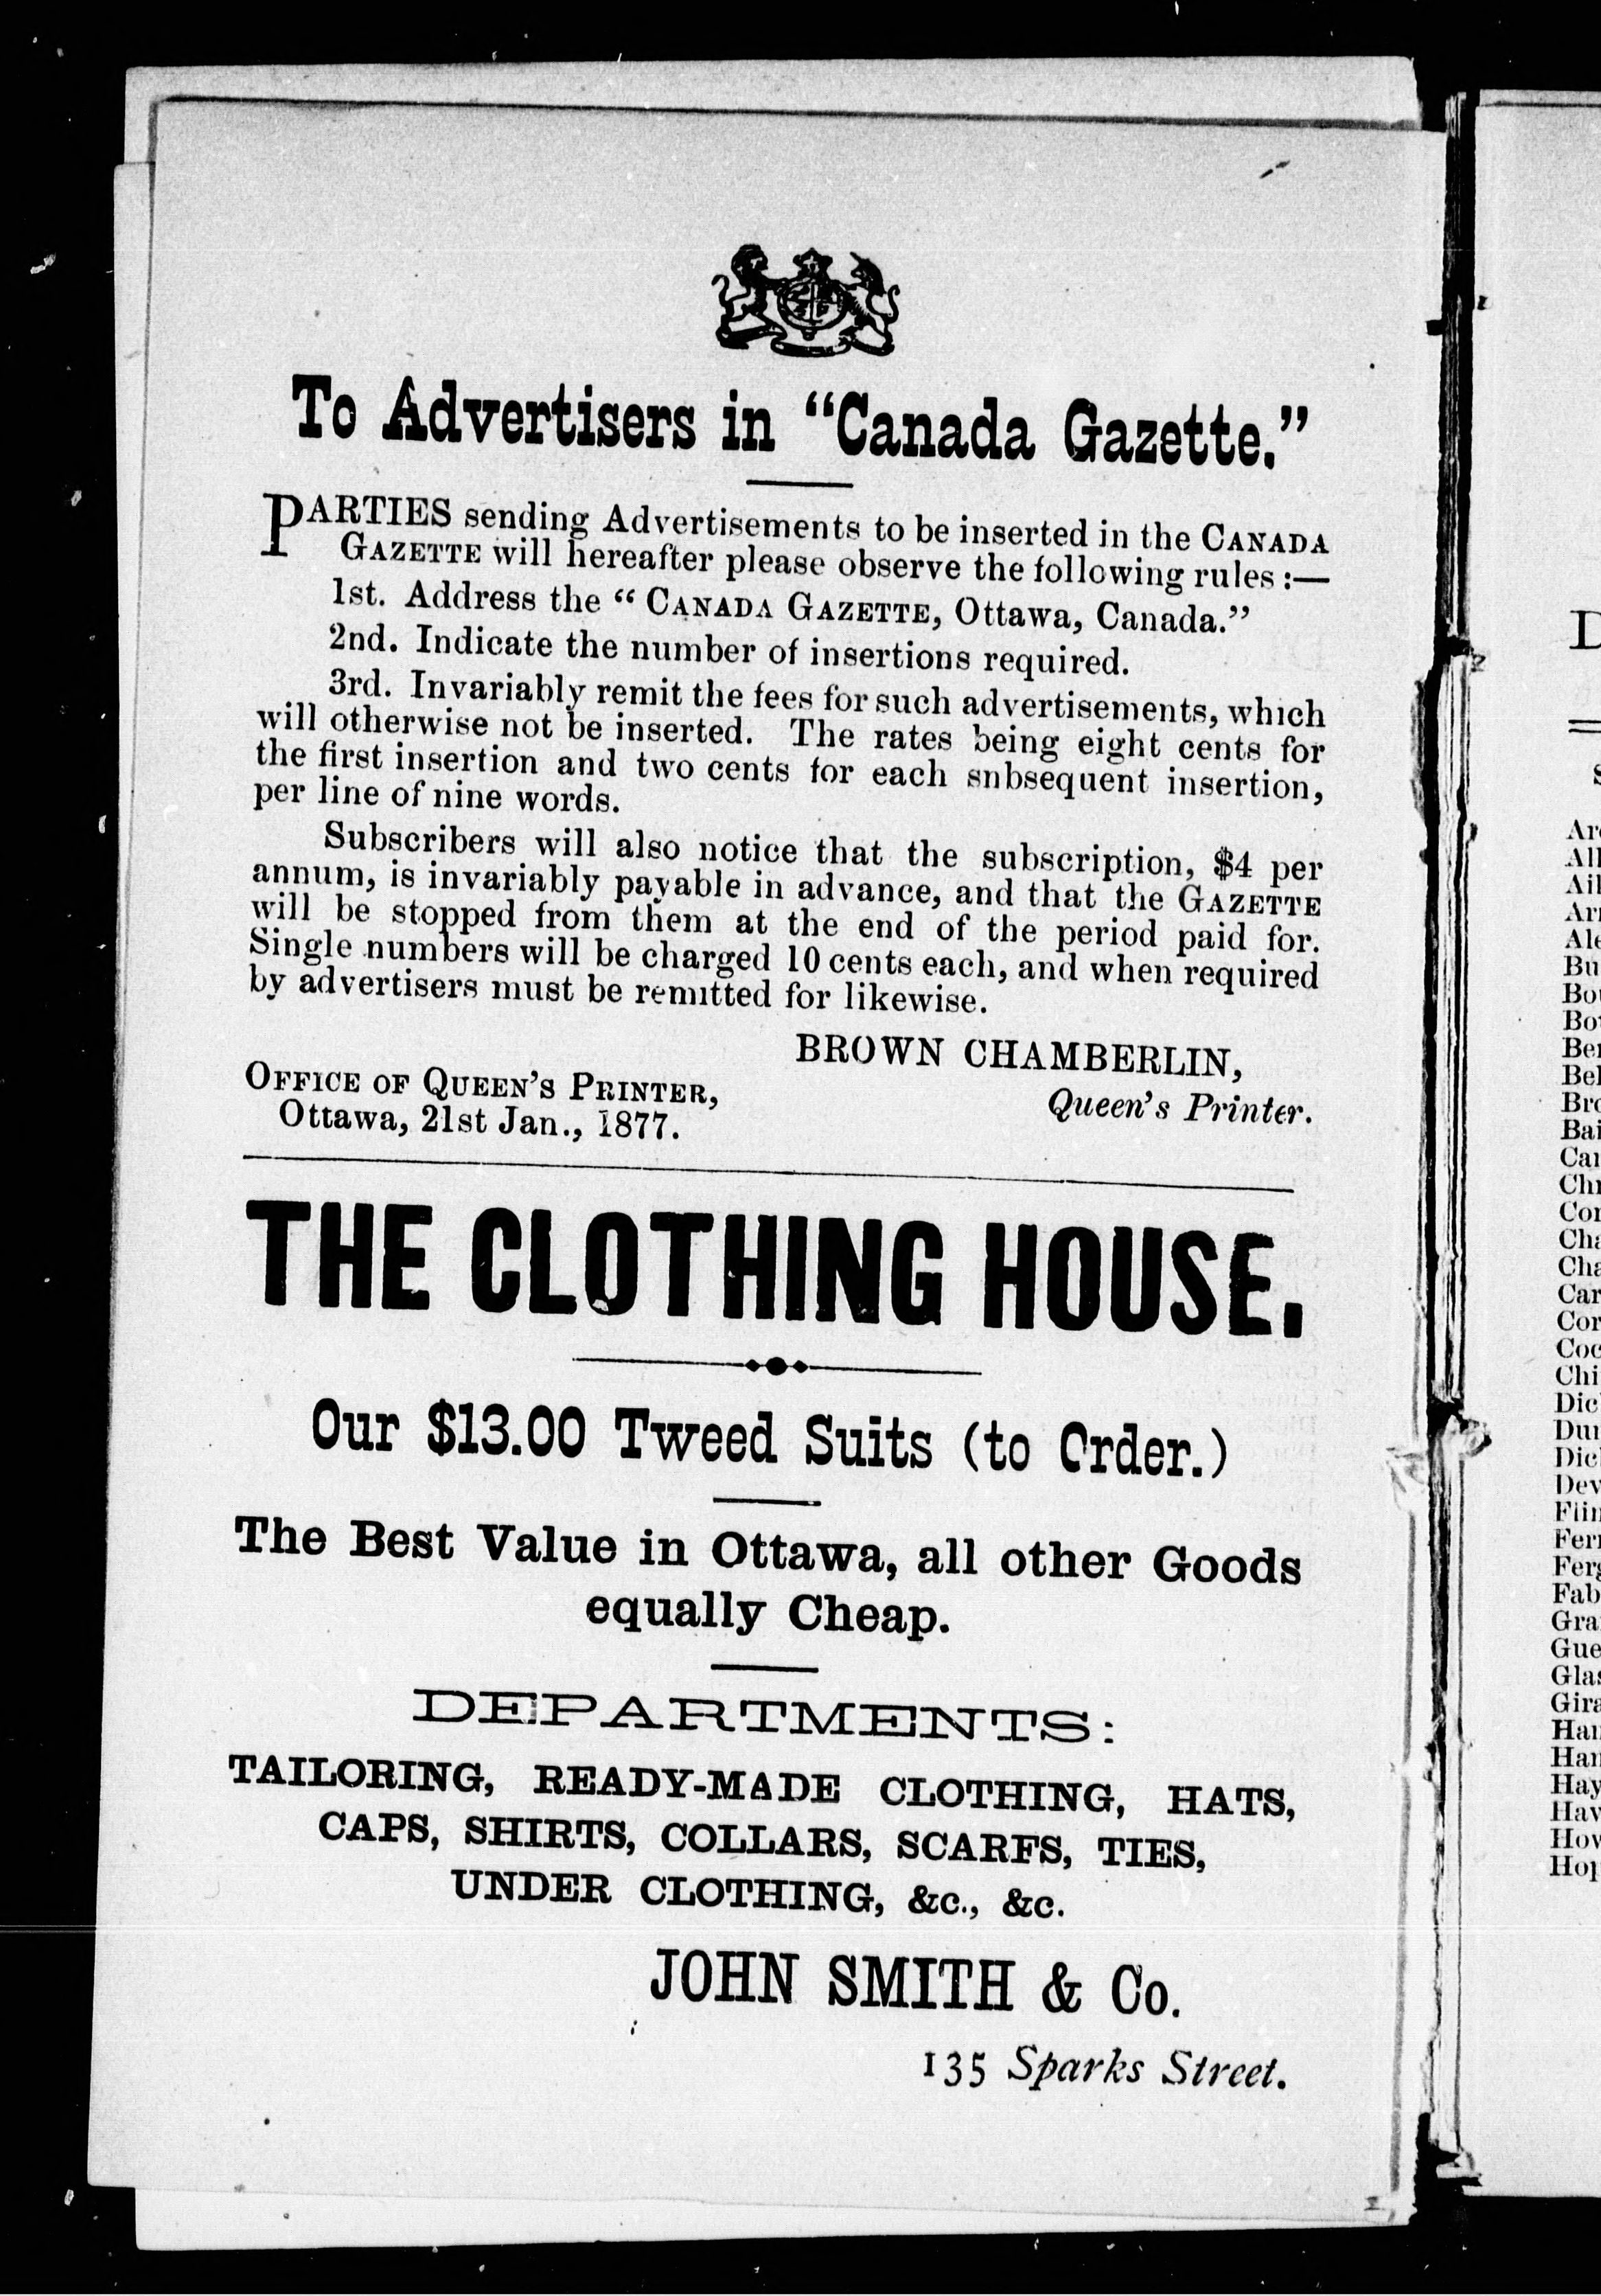 To Advertisers in “Canada Gazette.”
PARTIES sending Advertisements to be inserted in the CANADA
GAZETTE will hereafter please observe the following rules :—
1st. Address the “ CANADA GAZETTE, Ottawa, Canada.”
2nd. Indicate the number of insertions required.
3rd. Invariably remit the fees for such advertisements, which
will otherwise not be inserted. The rates being eight cents for
the first insertion and two cents for each snbsequent insertion,
per line of nine words.
Subscribers will also notice that the subscription, $4 per
annum, is invariably payable in advance, and that the GAZETTE
will be stopped from them at the end of the period paid for.
Single numbers will be charged 10 cents each, and when required
by advertisers must be remitted for likewise.
BROWN CHAMBERLIN,
Queen’s Printer.
OFFICE OF QUEEN’S PRINTER,
Ottawa, 21st Jan., 1877.
THE CLOTHING HOUSE.
Our $13.00 Tweed Suits (to Order.)
The Best Value in Ottawa, all other Goods
equally Cheap.
DEPARTMENTS:
TAILORING, READY-MADE CLOTHING, HATS,
CAPS, SHIRTS, COLLARS, SCARFS, TIES,
UNDER CLOTHING, &c., &c.
JOHN SMITH & Co.
135 Sparks Street.